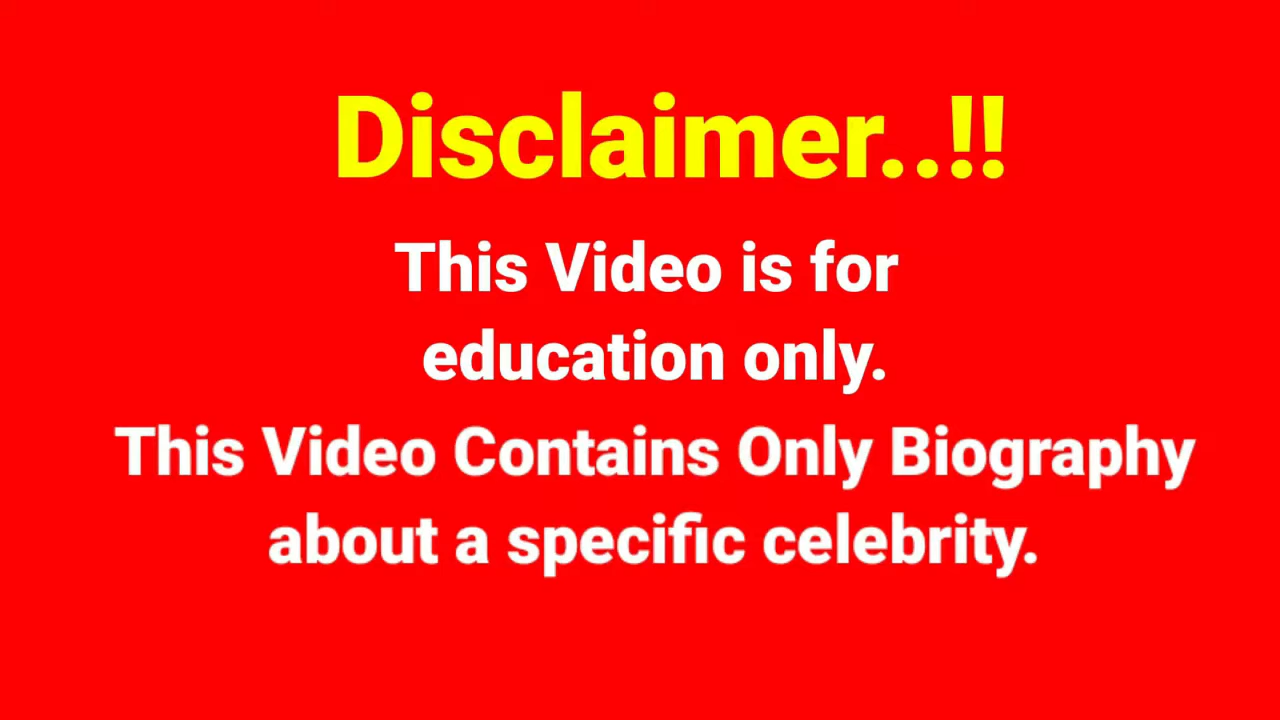 Disclaimer..!!
This Video is for
education only.
This Video Contains Only Biography
about a specific celebrity.